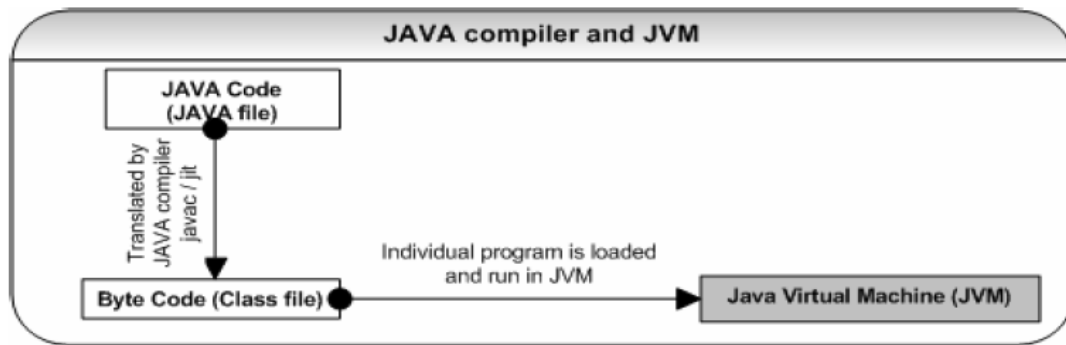 JAVA compiler and JVM
JAVA Code
(JAVA file)
Translated by
JAVA compiler
javac / jit
Individual program is loaded
and run in JVM
Byte Code (Class file)
Java Virtual Machine (JVM)